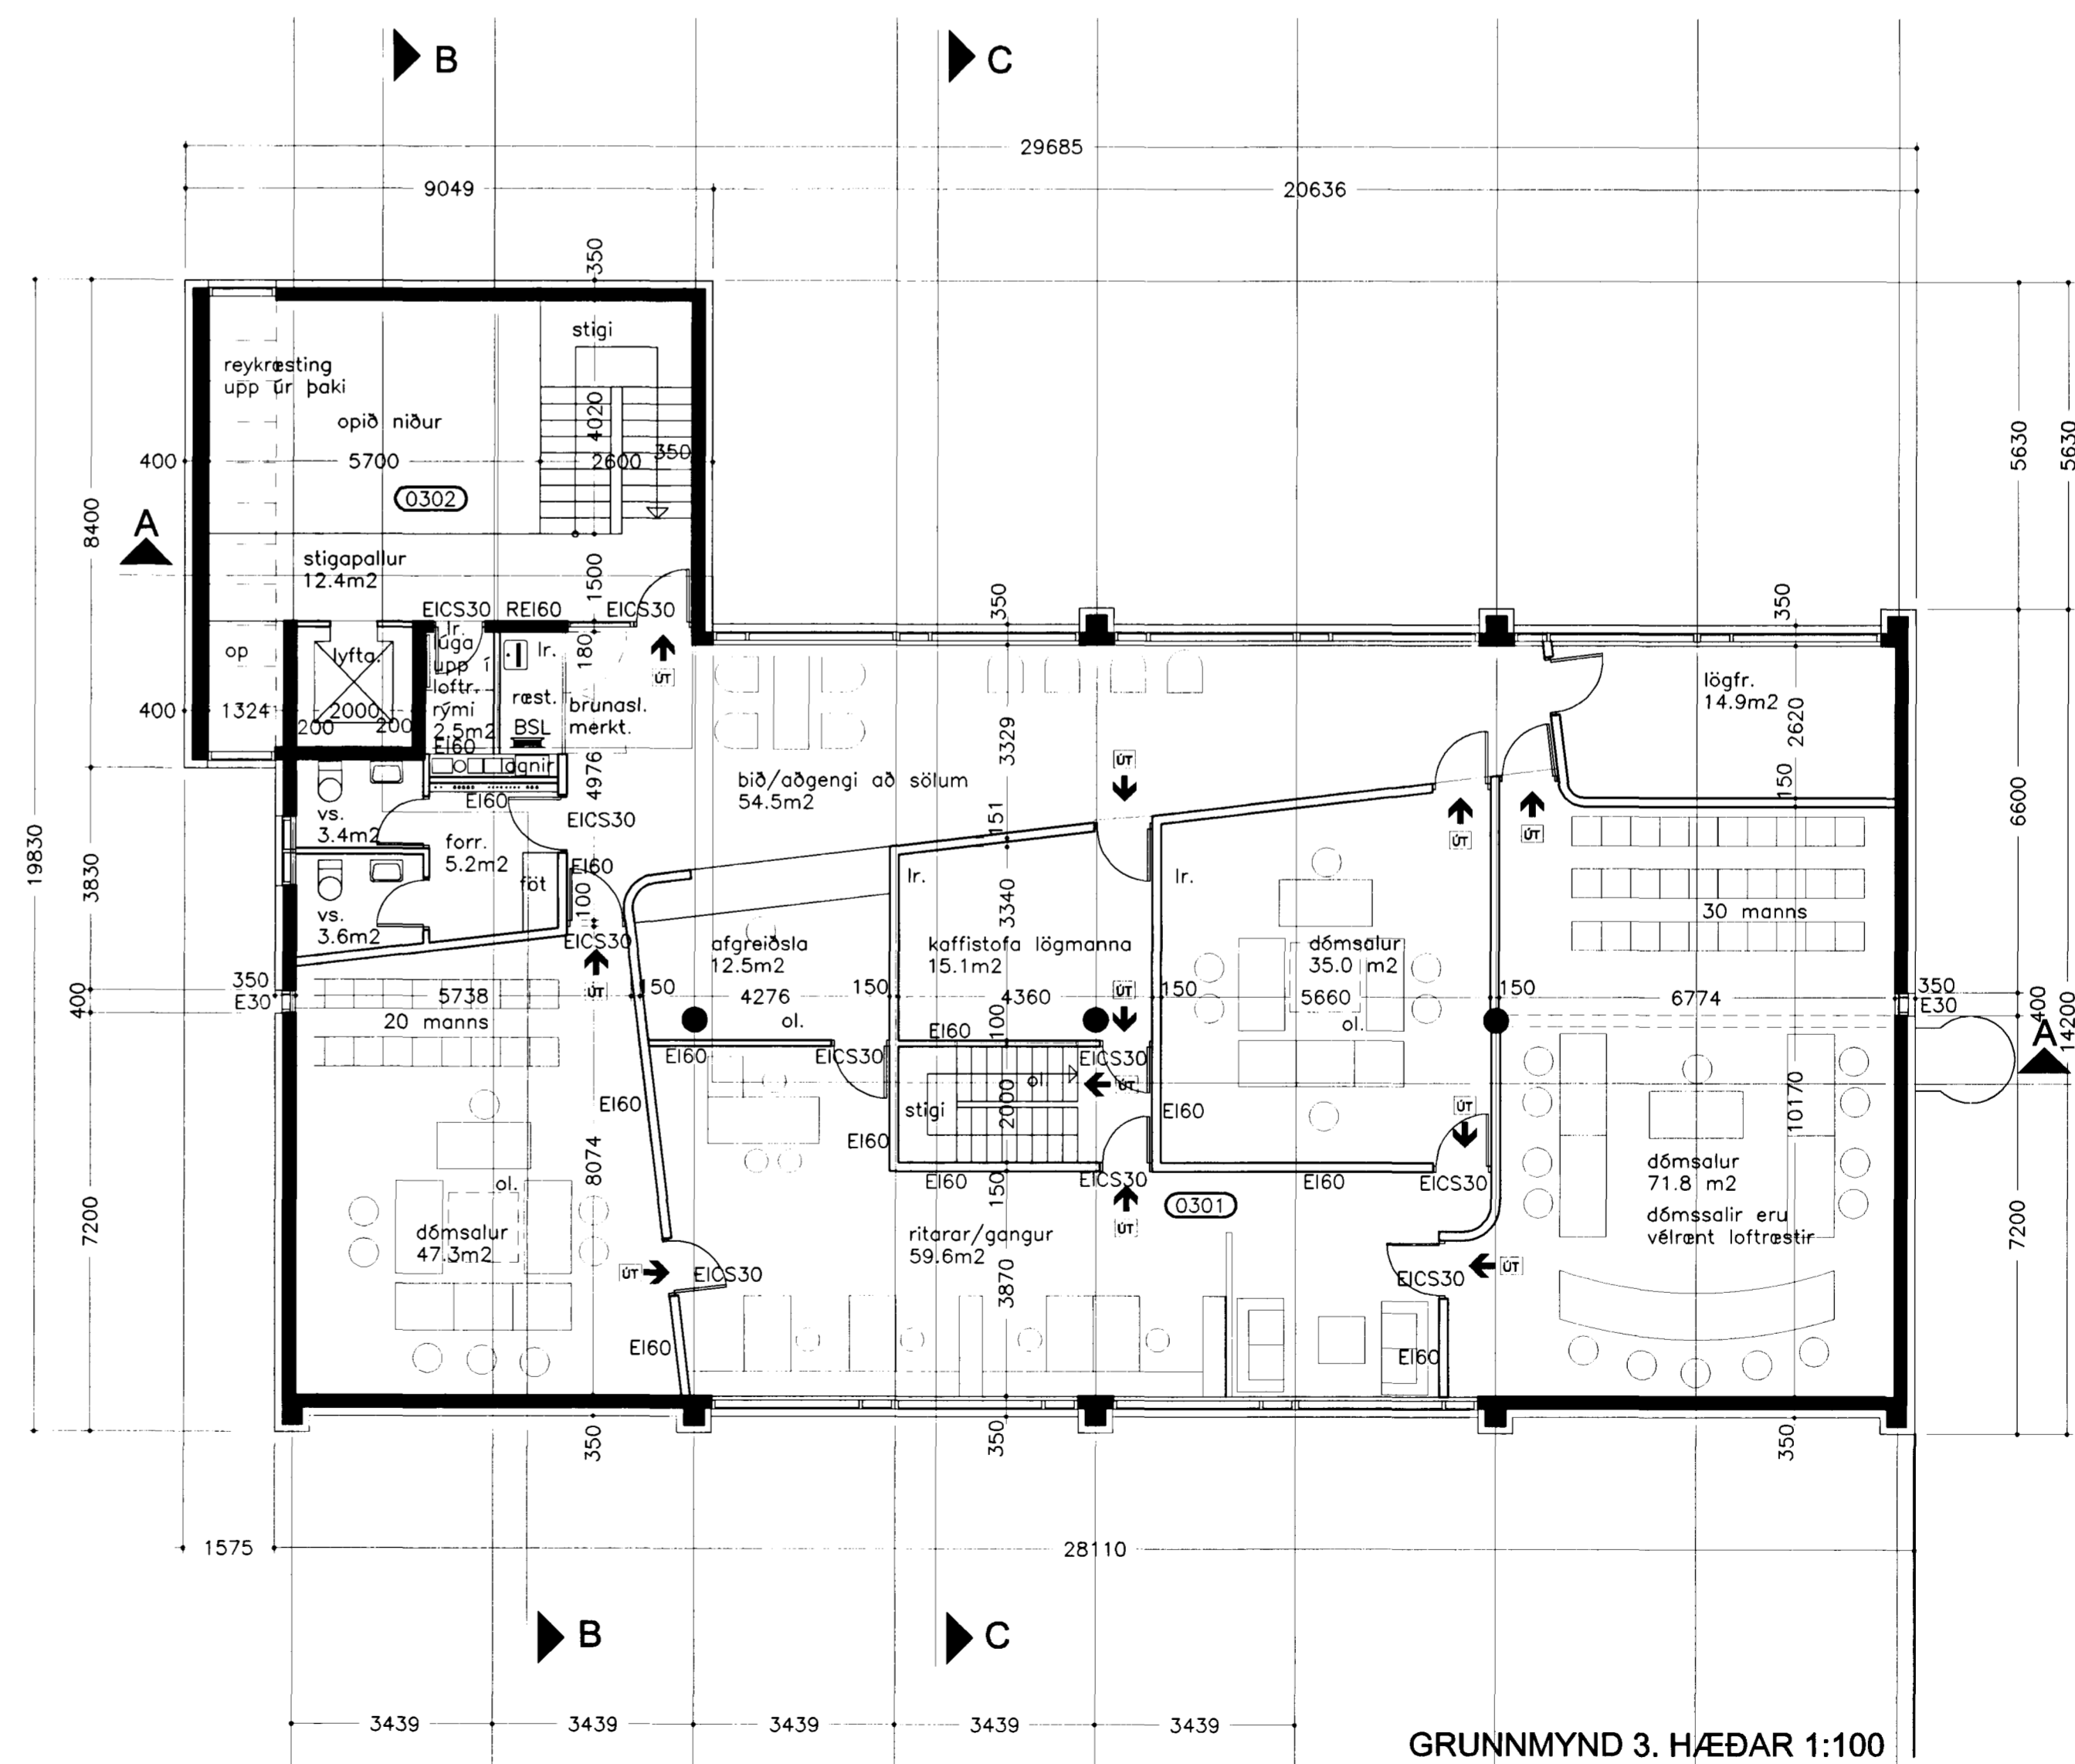 B
C
29685
9049
20636
350
stigi
reykræsting
upp úr þaki
4020
opið niður
400
5700
2600
350
0302
5630
5630
8400
A
stigapallur
12.4m2
1500
EICS30
REI60
EICS30
350
350
op
lyfta.
lr.
lúga
upp í
loftr.
rými
2.5m2
EI60
lr.
ræst.
BSL
180
brunasl.
merkt.
ÚT
lögfr.
14.9m2
400
1324
2000
200
200
2620
3329
lagnir
EI60
4976
bið/aðgengi að sölum
54.5m2
ÚT
150
vs.
3.4m2
EICS30
151
6600
19830
3830
forr.
5.2m2
föt
EI60
100
lr.
lr.
ÚT
ÚT
vs.
3.6m2
3340
30 manns
EICS30
afgreiðsla
12.5m2
kaffistofa lögmanna
15.1m2
dómsalur
35.0 m2
400
350
E30
5738
ÚT
150
4276
150
4360
ÚT
150
5660
150
6774
350
E30
400
14200
20 manns
ol.
EI60
100
ol.
A
EI60
EICS30
EICS30
ol.
ÚT
EI60
stigi
2000
EI60
ÚT
10170
EI60
8074
EI60
EICS30
150
EI60
EICS30
dómsalur
71.8 m2
ol.
0301
ÚT
dómssalir eru
vélrænt loftræstir
7200
dómsalur
47.3m2
ritarar/gangur
59.6m2
7200
ÚT
EICS30
3870
EICS30
ÚT
EI60
EI60
350
350
350
1575
28110
B
C
3439
3439
3439
3439
3439
GRUNNMYND 3. HÆÐAR 1:100